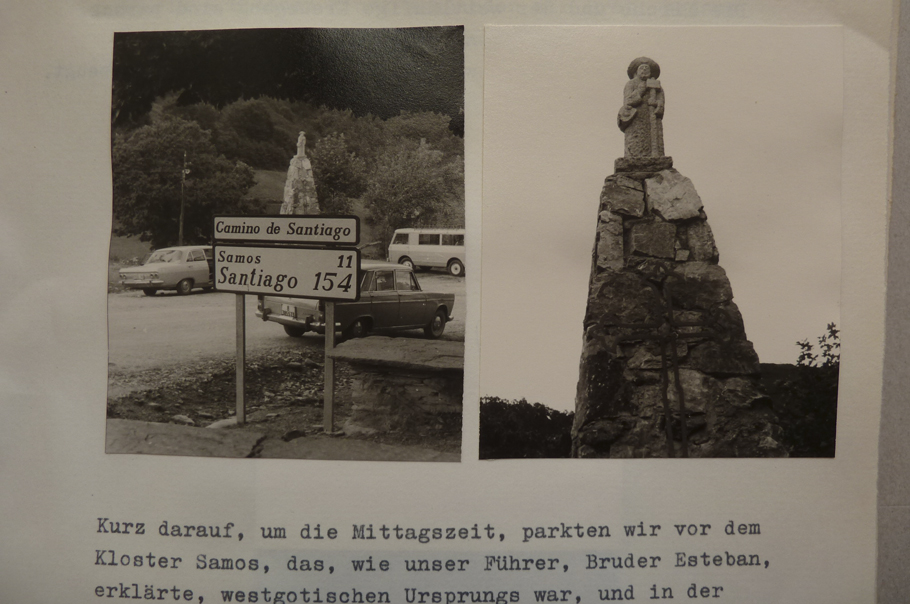 Camino de Santiago
Samos 11
Santiago 154
Kurz darauf, um die Mittagszeit, parkten wir vor dem
Kloster Samos, das, wie unser Führer, Bruder Esteban,
erklärte, westgotischen Ursprungs war, und in der